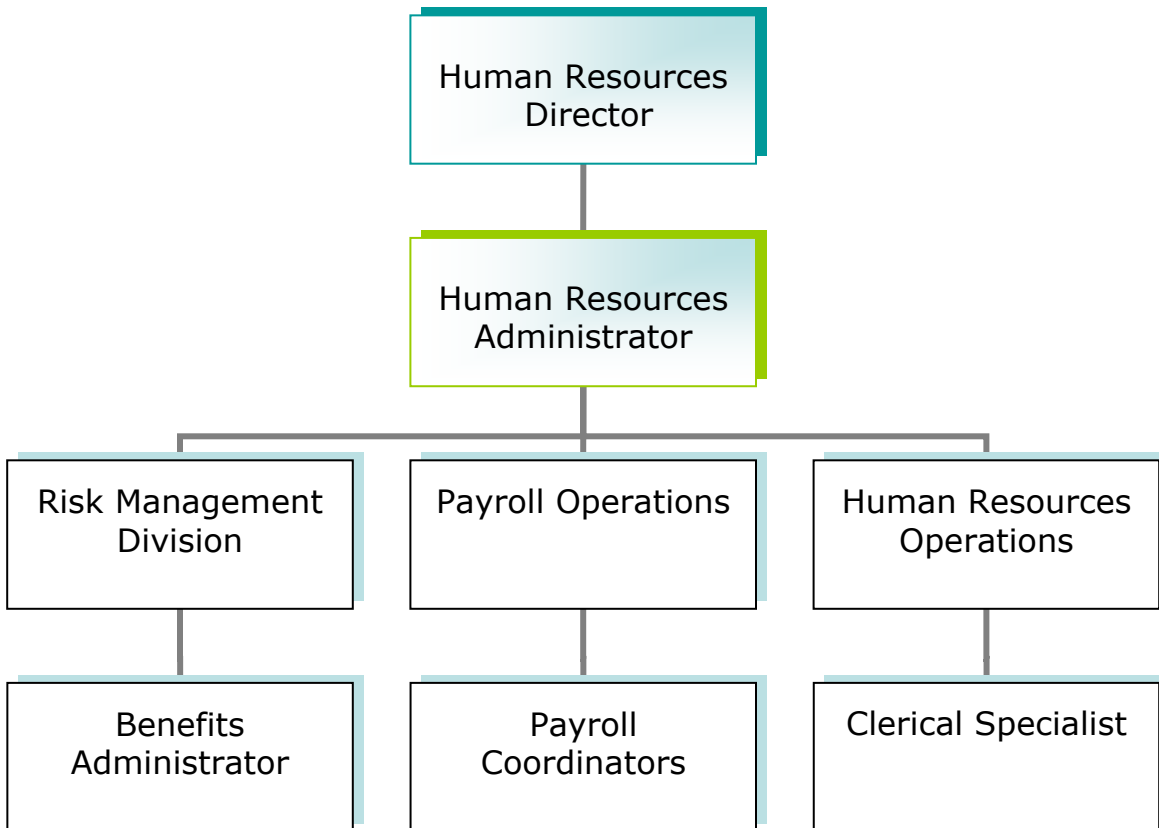 Human Resources
Director
Human Resources
Administrator
Risk Management
Division
Payroll Operations
Human Resources
Operations
Benefits
Administrator
Payroll
Coordinators
Clerical Specialist